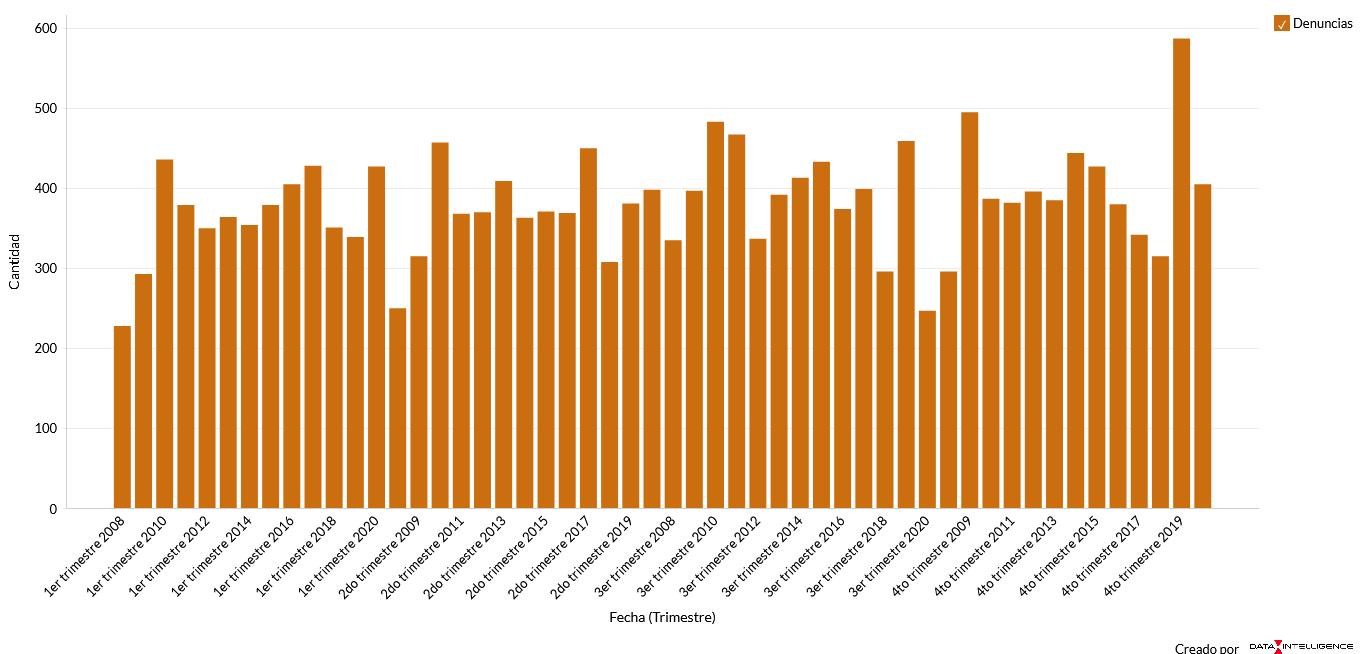 Denuncias
600
500
400
300
200
100
0
Cantidad
1er trimestre 2008
1er trimestre 2010
1er trimestre 2012
1er trimestre 2014
1er trimestre 2016
1er trimestre 2018
1er trimestre 2020
2do trimestre 2009
2do trimestre 2011
2do trimestre 2013
2do trimestre 2015
2do trimestre 2017
2do trimestre 2019
3er trimestre 2008
3er trimestre 2010
3er trimestre 2012
3er trimestre 2014
3er trimestre 2016
3er trimestre 2018
3er trimestre 2020
4to trimestre 2009
4to trimestre 2011
4to trimestre 2013
4to trimestre 2015
4to trimestre 2017
4to trimestre 2019
Fecha (Trimestre)
Creado por DATA INTELLIGENCE